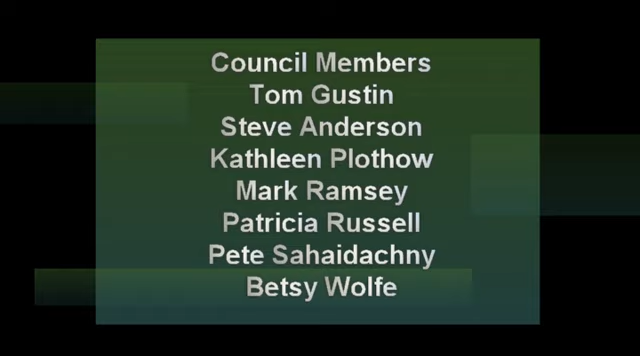 Council Members
Tom Gustin
Steve Anderson
Kathleen Plothow
Mark Ramsey
Patricia Russell
Pete Sahaidachny
Betsy Wolfe